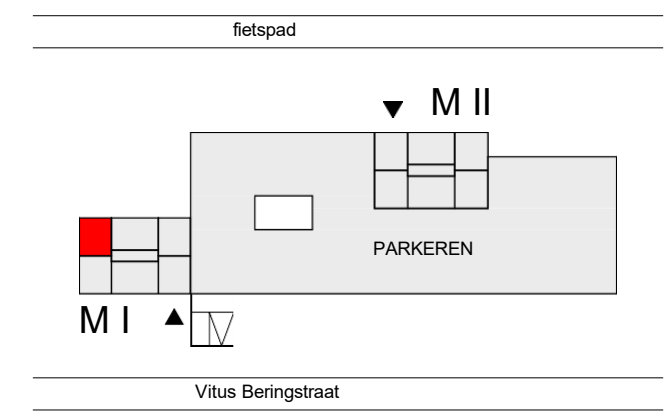 fietspad
M II
PARKEREN
M I
Vitus Beringstraat